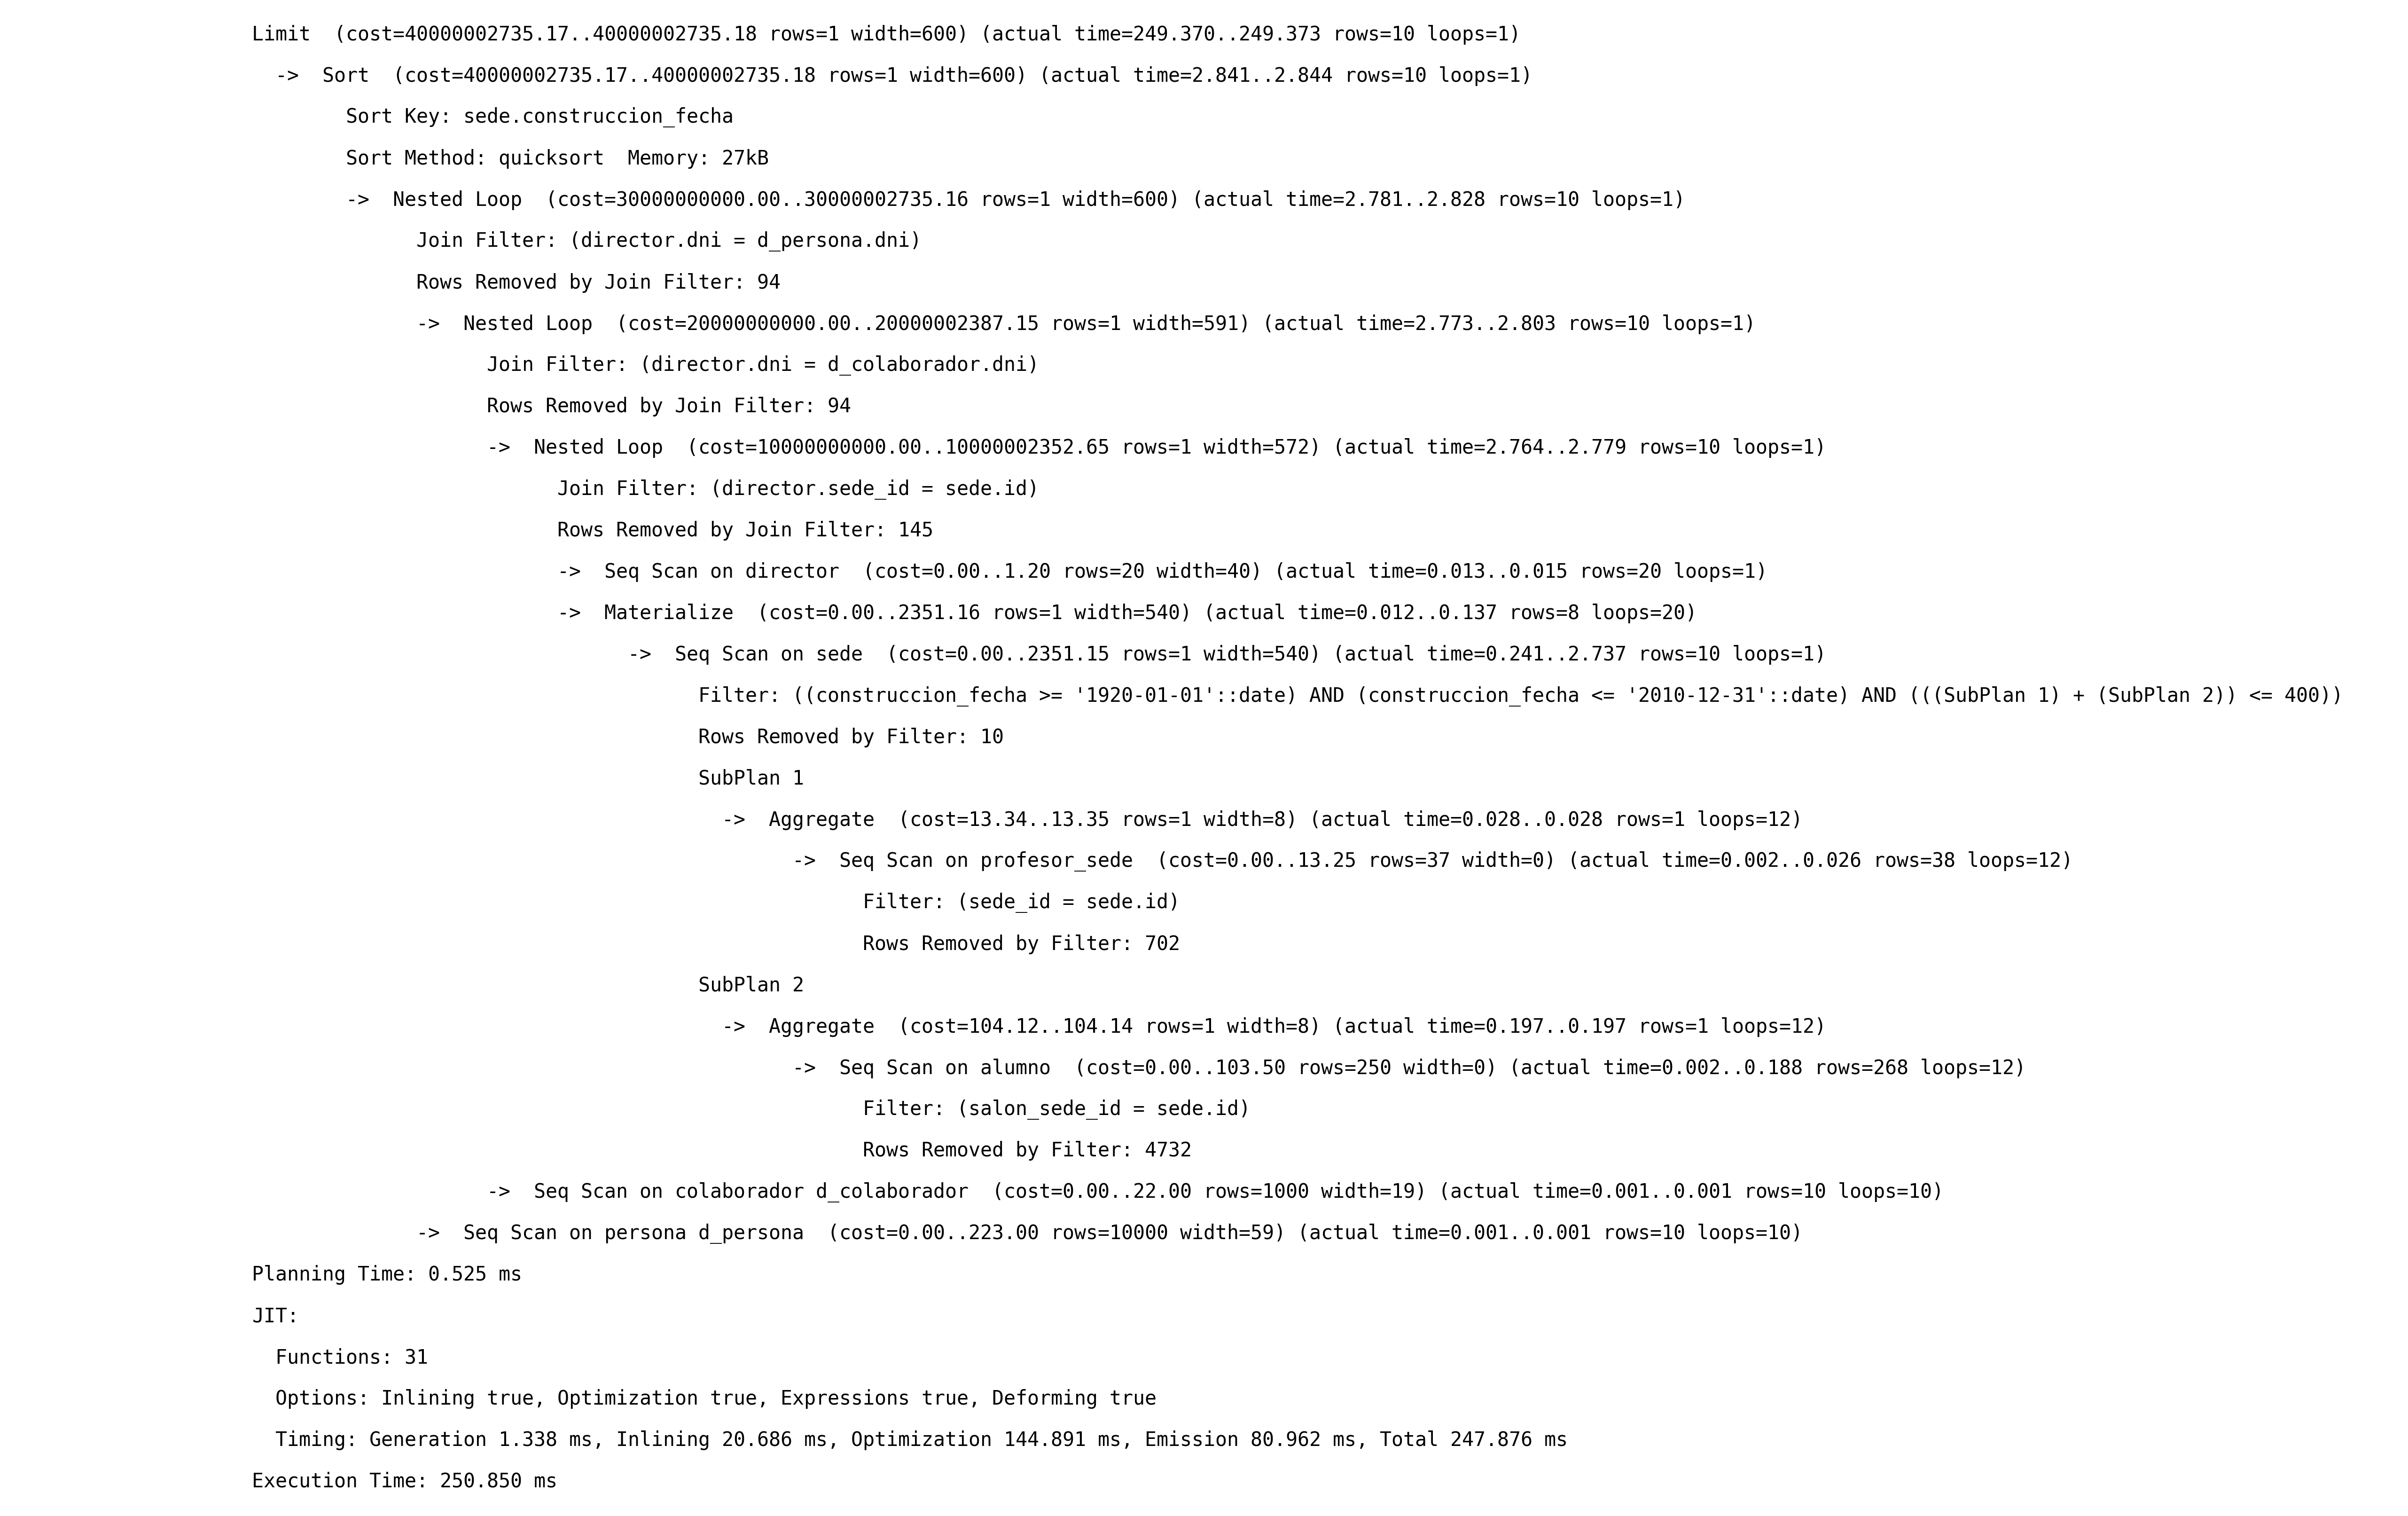 Limit  (cost=40000002735.17..40000002735.18 rows=1 width=600) (actual time=249.370..249.373 rows=10 loops=1)
  ->  Sort  (cost=40000002735.17..40000002735.18 rows=1 width=600) (actual time=2.841..2.844 rows=10 loops=1)
        Sort Key: sede.construccion_fecha
        Sort Method: quicksort  Memory: 27kB
        ->  Nested Loop  (cost=30000000000.00..30000002735.16 rows=1 width=600) (actual time=2.781..2.828 rows=10 loops=1)
              Join Filter: (director.dni = d_persona.dni)
              Rows Removed by Join Filter: 94
              ->  Nested Loop  (cost=20000000000.00..20000002387.15 rows=1 width=591) (actual time=2.773..2.803 rows=10 loops=1)
                    Join Filter: (director.dni = d_colaborador.dni)
                    Rows Removed by Join Filter: 94
                    ->  Nested Loop  (cost=10000000000.00..10000002352.65 rows=1 width=572) (actual time=2.764..2.779 rows=10 loops=1)
                          Join Filter: (director.sede_id = sede.id)
                          Rows Removed by Join Filter: 145
                          ->  Seq Scan on director  (cost=0.00..1.20 rows=20 width=40) (actual time=0.013..0.015 rows=20 loops=1)
                          ->  Materialize  (cost=0.00..2351.16 rows=1 width=540) (actual time=0.012..0.137 rows=8 loops=20)
                                ->  Seq Scan on sede  (cost=0.00..2351.15 rows=1 width=540) (actual time=0.241..2.737 rows=10 loops=1)
                                      Filter: ((construccion_fecha >= '1920-01-01'::date) AND (construccion_fecha <= '2010-12-31'::date) AND (((SubPlan 1) + (SubPlan 2)) <= 400))
                                      Rows Removed by Filter: 10
                                      SubPlan 1
                                        ->  Aggregate  (cost=13.34..13.35 rows=1 width=8) (actual time=0.028..0.028 rows=1 loops=12)
                                              ->  Seq Scan on profesor_sede  (cost=0.00..13.25 rows=37 width=0) (actual time=0.002..0.026 rows=38 loops=12)
                                                    Filter: (sede_id = sede.id)
                                                    Rows Removed by Filter: 702
                                      SubPlan 2
                                        ->  Aggregate  (cost=104.12..104.14 rows=1 width=8) (actual time=0.197..0.197 rows=1 loops=12)
                                              ->  Seq Scan on alumno  (cost=0.00..103.50 rows=250 width=0) (actual time=0.002..0.188 rows=268 loops=12)
                                                    Filter: (salon_sede_id = sede.id)
                                                    Rows Removed by Filter: 4732
                    ->  Seq Scan on colaborador d_colaborador  (cost=0.00..22.00 rows=1000 width=19) (actual time=0.001..0.001 rows=10 loops=10)
              ->  Seq Scan on persona d_persona  (cost=0.00..223.00 rows=10000 width=59) (actual time=0.001..0.001 rows=10 loops=10)
Planning Time: 0.525 ms
JIT:
  Functions: 31
  Options: Inlining true, Optimization true, Expressions true, Deforming true
  Timing: Generation 1.338 ms, Inlining 20.686 ms, Optimization 144.891 ms, Emission 80.962 ms, Total 247.876 ms
Execution Time: 250.850 ms